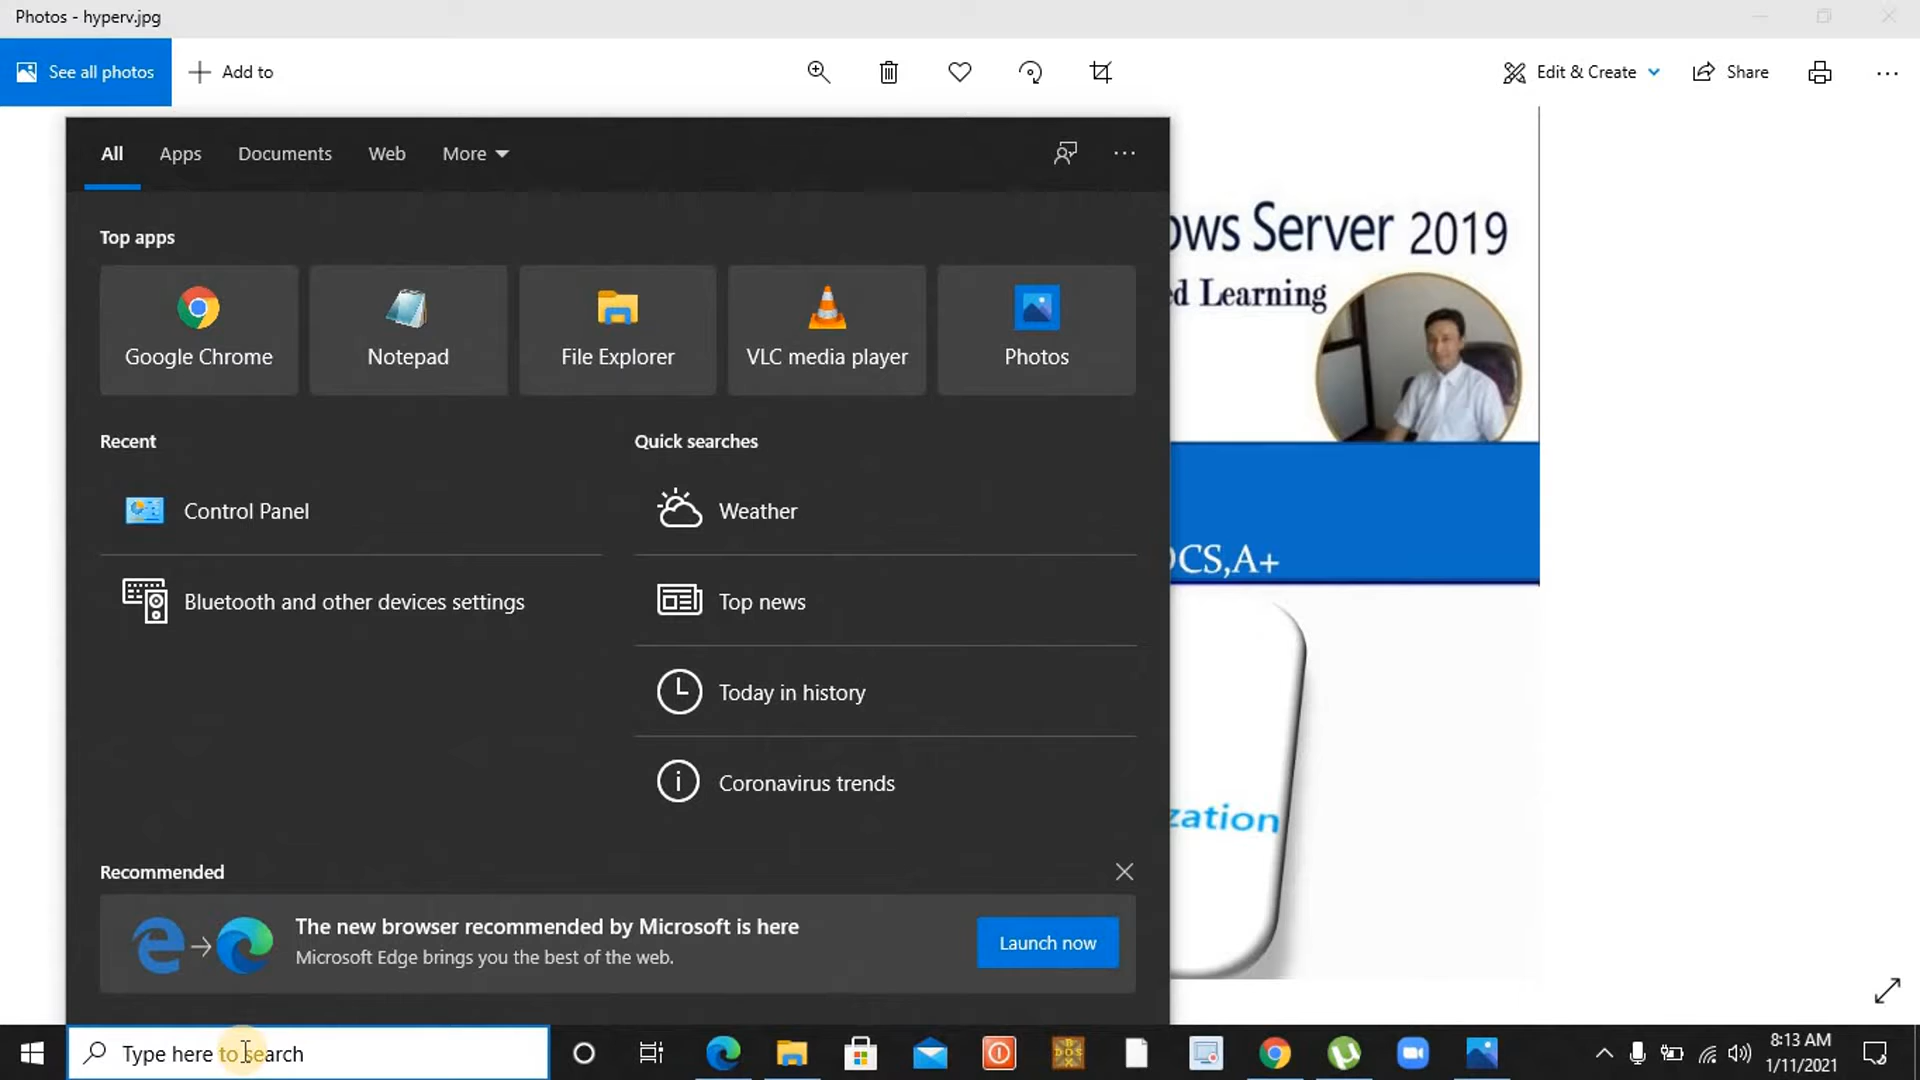 Photos - hyperv.jpg
See all photos
Add to
Edit & Create
Share
All
Apps
Documents
Web
More
Top apps
Google Chrome
Notepad
File Explorer
VLC media player
Photos
Recent
Quick searches
Control Panel
Weather
Bluetooth and other devices settings
Top news
Today in history
Coronavirus trends
Recommended
The new browser recommended by Microsoft is here
Microsoft Edge brings you the best of the web.
Launch now
ows Server 2019
ed Learning
OCS,A+
zation
Type here to search
8:13 AM
1/11/2021